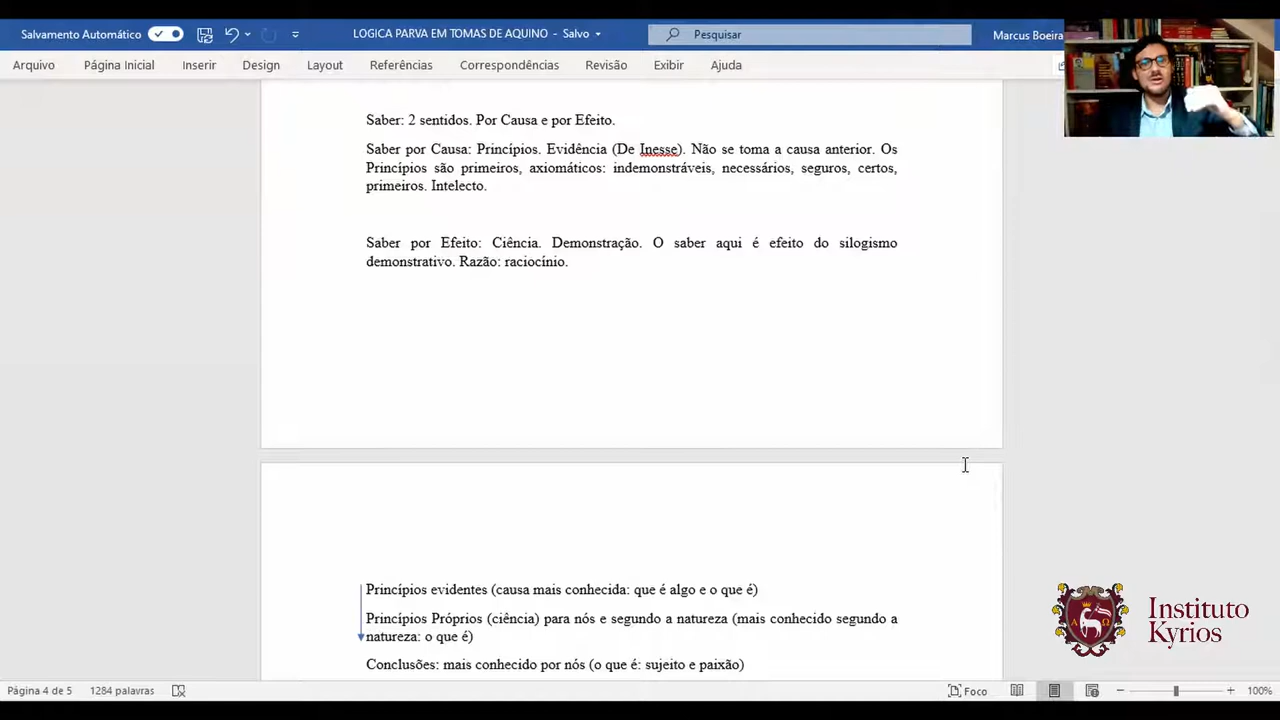 Salvamento Automático
LOGICA PARVA EM TOMAS DE AQUINO - Salvo
Pesquisar
Marcus Boeira
Arquivo Página Inicial Inserir Design Layout Referências Correspondências Revisão Exibir Ajuda
Saber: 2 sentidos. Por Causa e por Efeito.
Saber por Causa: Princípios. Evidência (De Inesse). Não se toma a causa anterior. Os
Princípios são primeiros, axiomáticos: indemonstráveis, necessários, seguros, certos,
primeiros. Intelecto.
Saber por Efeito: Ciência. Demonstração. O saber aqui é efeito do silogismo
demonstrativo. Razão: raciocínio.
Princípios evidentes (causa mais conhecida: que é algo e o que é)
Princípios Próprios (ciência) para nós e segundo a natureza (mais conhecido segundo a
natureza: o que é)
Conclusões: mais conhecido por nós (o que é: sujeito e paixão)
Α Ω
Instituto
Kyrios
Página 4 de 5 1284 palavras
Foco
100%